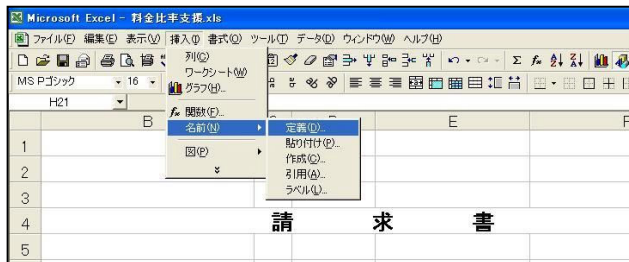 Microsoft Excel - 料金比率支援.xls
ファイル(F) 編集(E) 表示(V) 挿入(I) 書式(O) ツール(T) データ(D) ウィンドウ(W) ヘルプ(H)
MS Pゴシック 16
H21
列(C)
ワークシート(W)
グラフ(H)...
fx 関数(F)...
名前(N)
図(P)
定義(D)...
貼り付け(P)...
作成(C)...
引用(A)...
ラベル(L)...
B E F
1
2
3
4 請 求 書
5